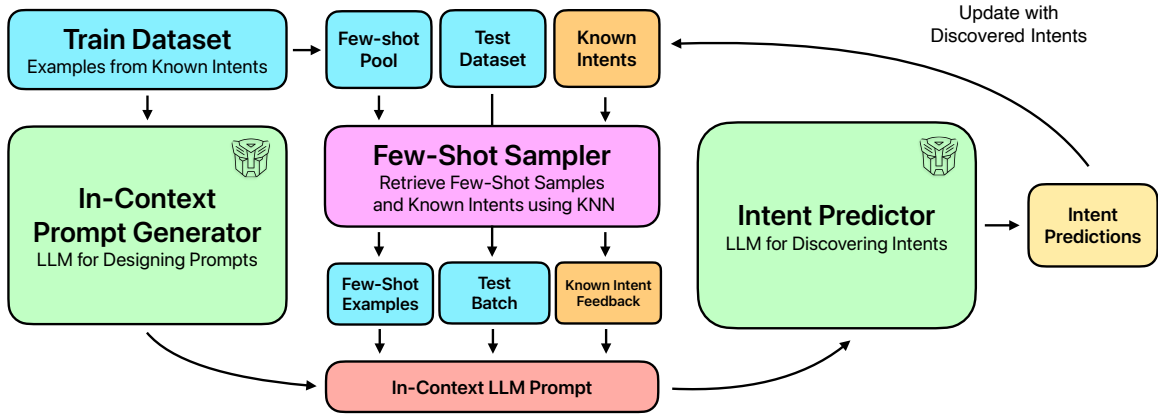 Train Dataset
Examples from Known Intents
Few-shot
Pool
Test
Dataset
Known
Intents
Update with
Discovered Intents
In-Context
Prompt Generator
LLM for Designing Prompts
Few-Shot Sampler
Retrieve Few-Shot Samples
and Known Intents using KNN
Intent Predictor
LLM for Discovering Intents
Intent
Predictions
Few-Shot
Examples
Test
Batch
Known Intent
Feedback
In-Context LLM Prompt